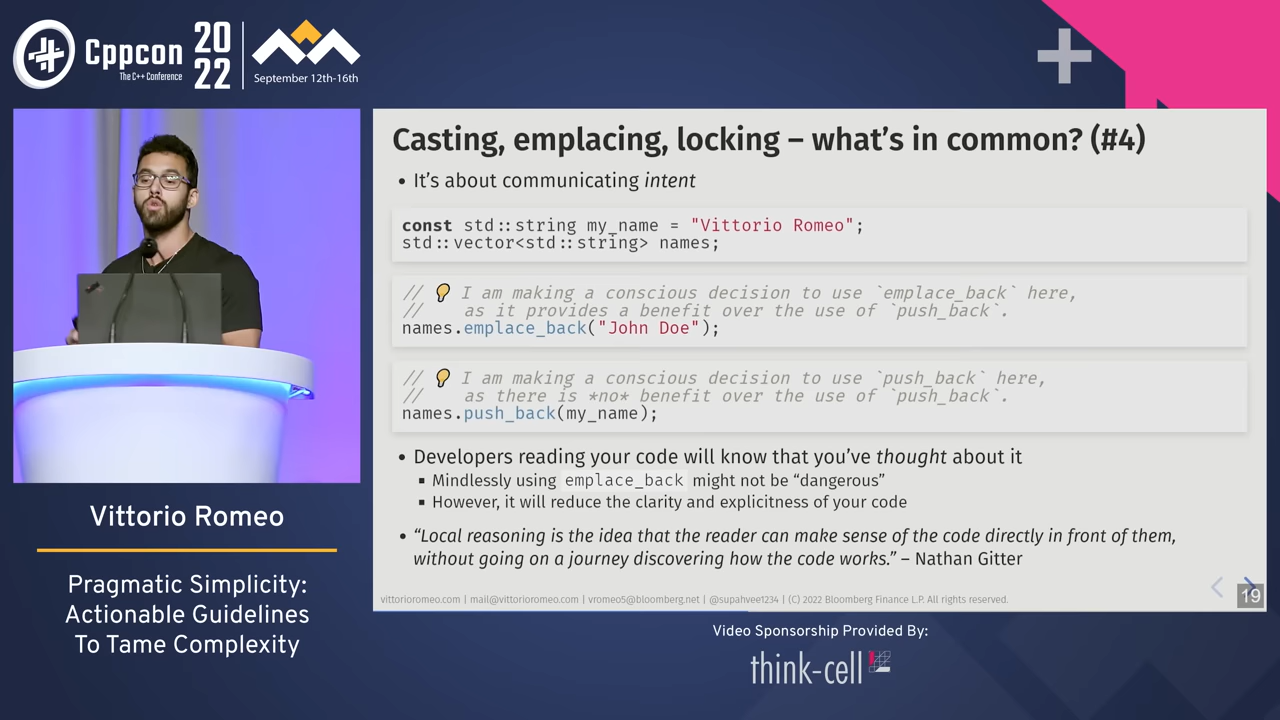 Cppcon
The C++ Conference
20
22
September 12th-16th
Casting, emplacing, locking – what’s in common? (#4)
• It’s about communicating intent
const std::string my_name = "Vittorio Romeo";
std::vector<std::string> names;
// 💡 I am making a conscious decision to use `emplace_back` here,
// as it provides a benefit over the use of `push_back`.
names.emplace_back("John Doe");
// 💡 I am making a conscious decision to use `push_back` here,
// as there is *no* benefit over the use of `push_back`.
names.push_back(my_name);
• Developers reading your code will know that you’ve thought about it
▪ Mindlessly using emplace_back might not be “dangerous”
▪ However, it will reduce the clarity and explicitness of your code
• “Local reasoning is the idea that the reader can make sense of the code directly in front of them,
without going on a journey discovering how the code works.” – Nathan Gitter
vittorioromeo.com | mail@vittorioromeo.com | vromeo5@bloomberg.net | @supahvee1234 | (C) 2022 Bloomberg Finance L.P. All rights reserved.
19
Vittorio Romeo
Pragmatic Simplicity:
Actionable Guidelines
To Tame Complexity
Video Sponsorship Provided By:
think-cell